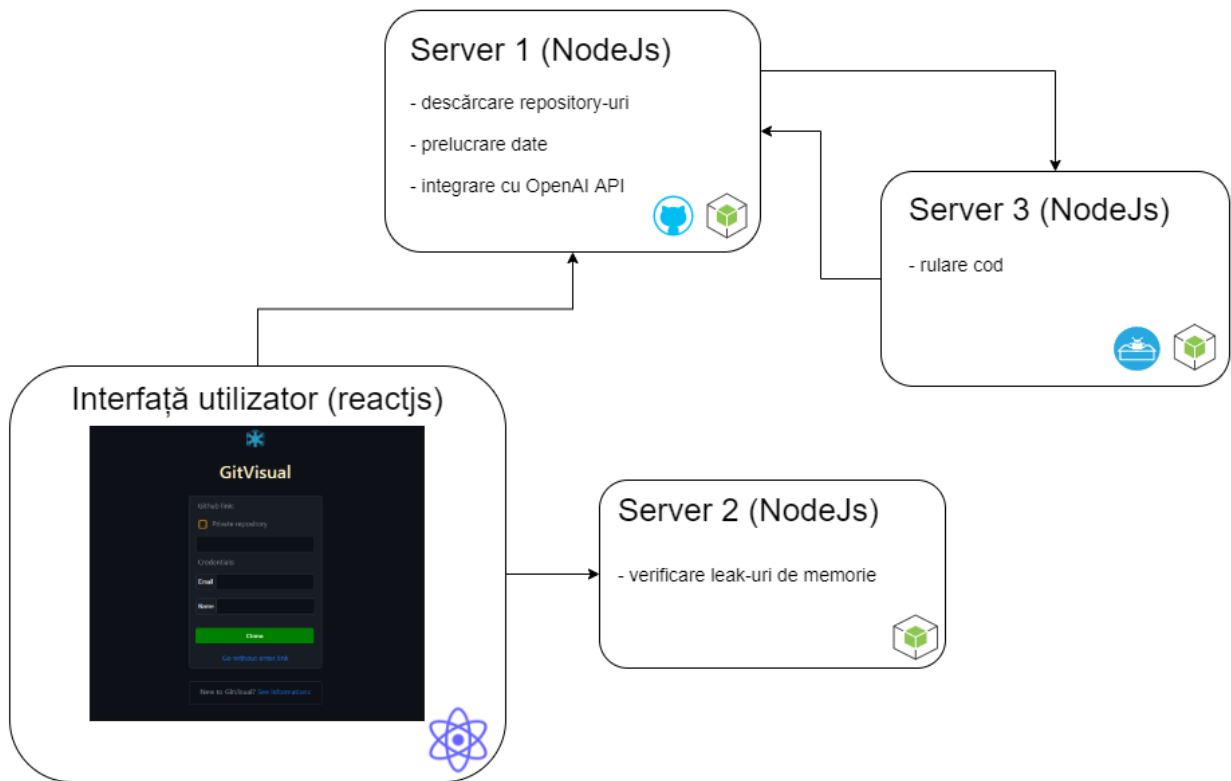 Server 1 (NodeJs)
- descărcare repository-uri
- prelucrare date
- integrare cu OpenAI API
Server 3 (NodeJs)
- rulare cod
Interfață utilizator (reactjs)
GitVisual
Github link:
Private repository
Credentials:
Email
Name
Clone
Go without enter link
New to GitVisual? See informations
Server 2 (NodeJs)
- verificare leak-uri de memorie